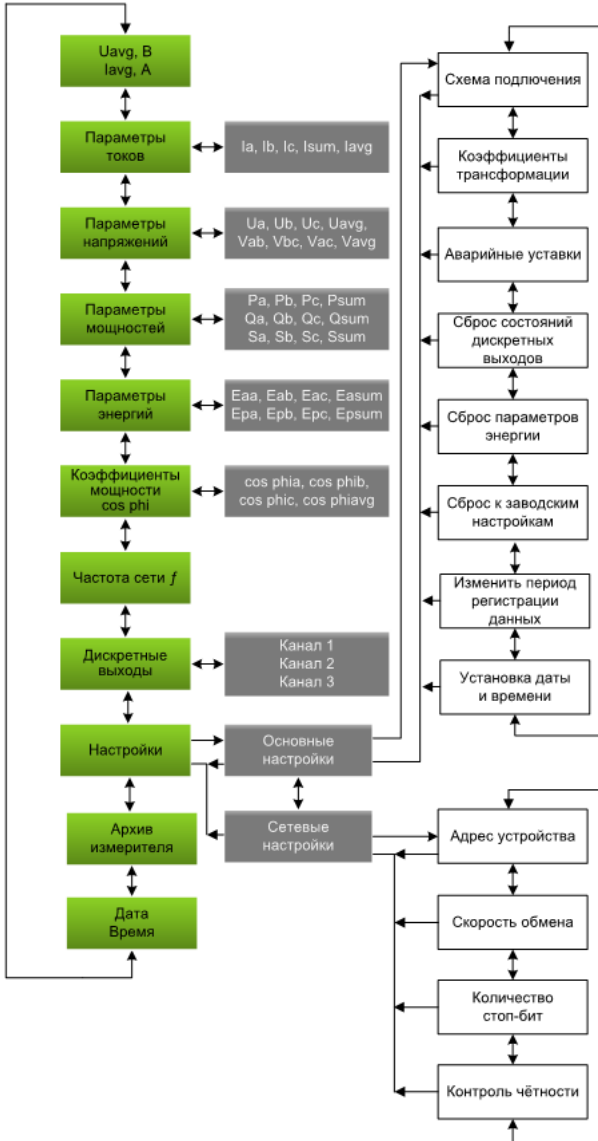 Uavg, В
Iavg, А
Параметры
токов
Ia, Ib, Ic, Isum, Iavg
Параметры
напряжений
Ua, Ub, Uc, Uavg,
Vab, Vbc, Vac, Vavg
Параметры
мощностей
Pa, Pb, Pc, Psum
Qa, Qb, Qc, Qsum
Sa, Sb, Sc, Ssum
Параметры
энергий
Eaa, Eab, Eac, Easum
Epa, Epb, Epc, Epsum
Коэффициенты
мощности
cos phi
cos phia, cos phib,
cos phic, cos phiavg
Частота сети f
Дискретные
выходы
Канал 1
Канал 2
Канал 3
Настройки
Основные
настройки
Сетевые
настройки
Архив
измерителя
Дата
Время
Схема подлючения
Коэффициенты
трансформации
Аварийные уставки
Сброс состояний
дискретных
выходов
Сброс параметров
энергии
Сброс к заводским
настройкам
Изменить период
регистрации
данных
Установка даты
и времени
Адрес устройства
Скорость обмена
Количество
стоп-бит
Контроль чётности